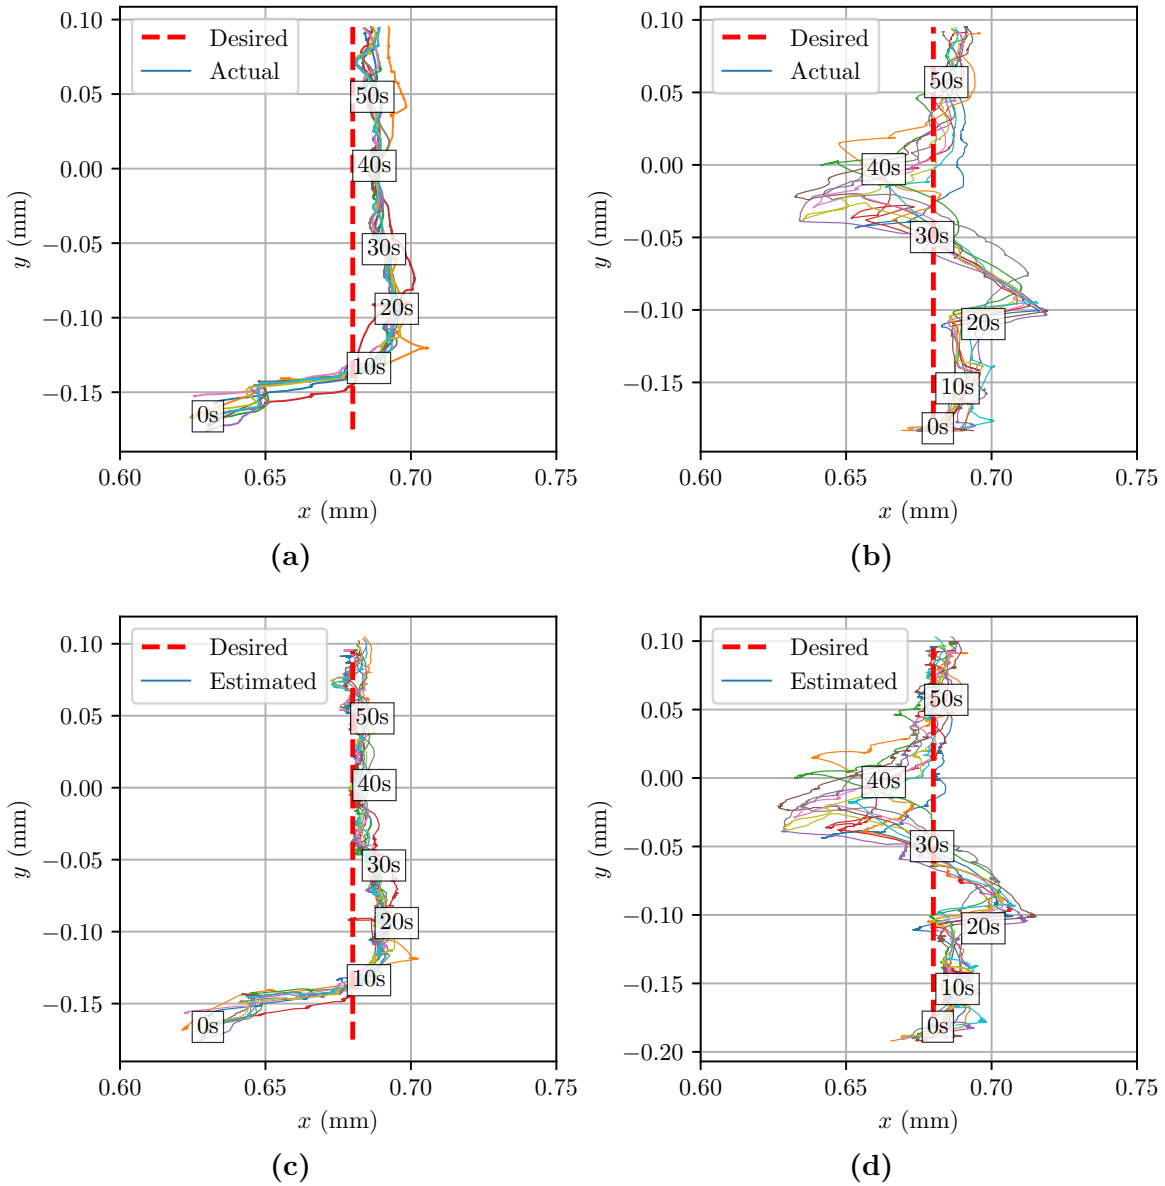 0.10
0.05
0.00
−0.05
−0.10
−0.15
y (mm)
Desired
Actual
50s
40s
30s
20s
10s
0s
0.60
0.65
0.70
0.75
x (mm)
(a)
0.10
0.05
0.00
−0.05
−0.10
−0.15
y (mm)
Desired
Actual
50s
40s
30s
20s
10s
0s
0.60
0.65
0.70
0.75
x (mm)
(b)
0.10
0.05
0.00
−0.05
−0.10
−0.15
y (mm)
Desired
Estimated
50s
40s
30s
20s
10s
0s
0.60
0.65
0.70
0.75
x (mm)
(c)
0.10
0.05
0.00
−0.05
−0.10
−0.15
−0.20
y (mm)
Desired
Estimated
50s
40s
30s
20s
10s
0s
0.60
0.65
0.70
0.75
x (mm)
(d)